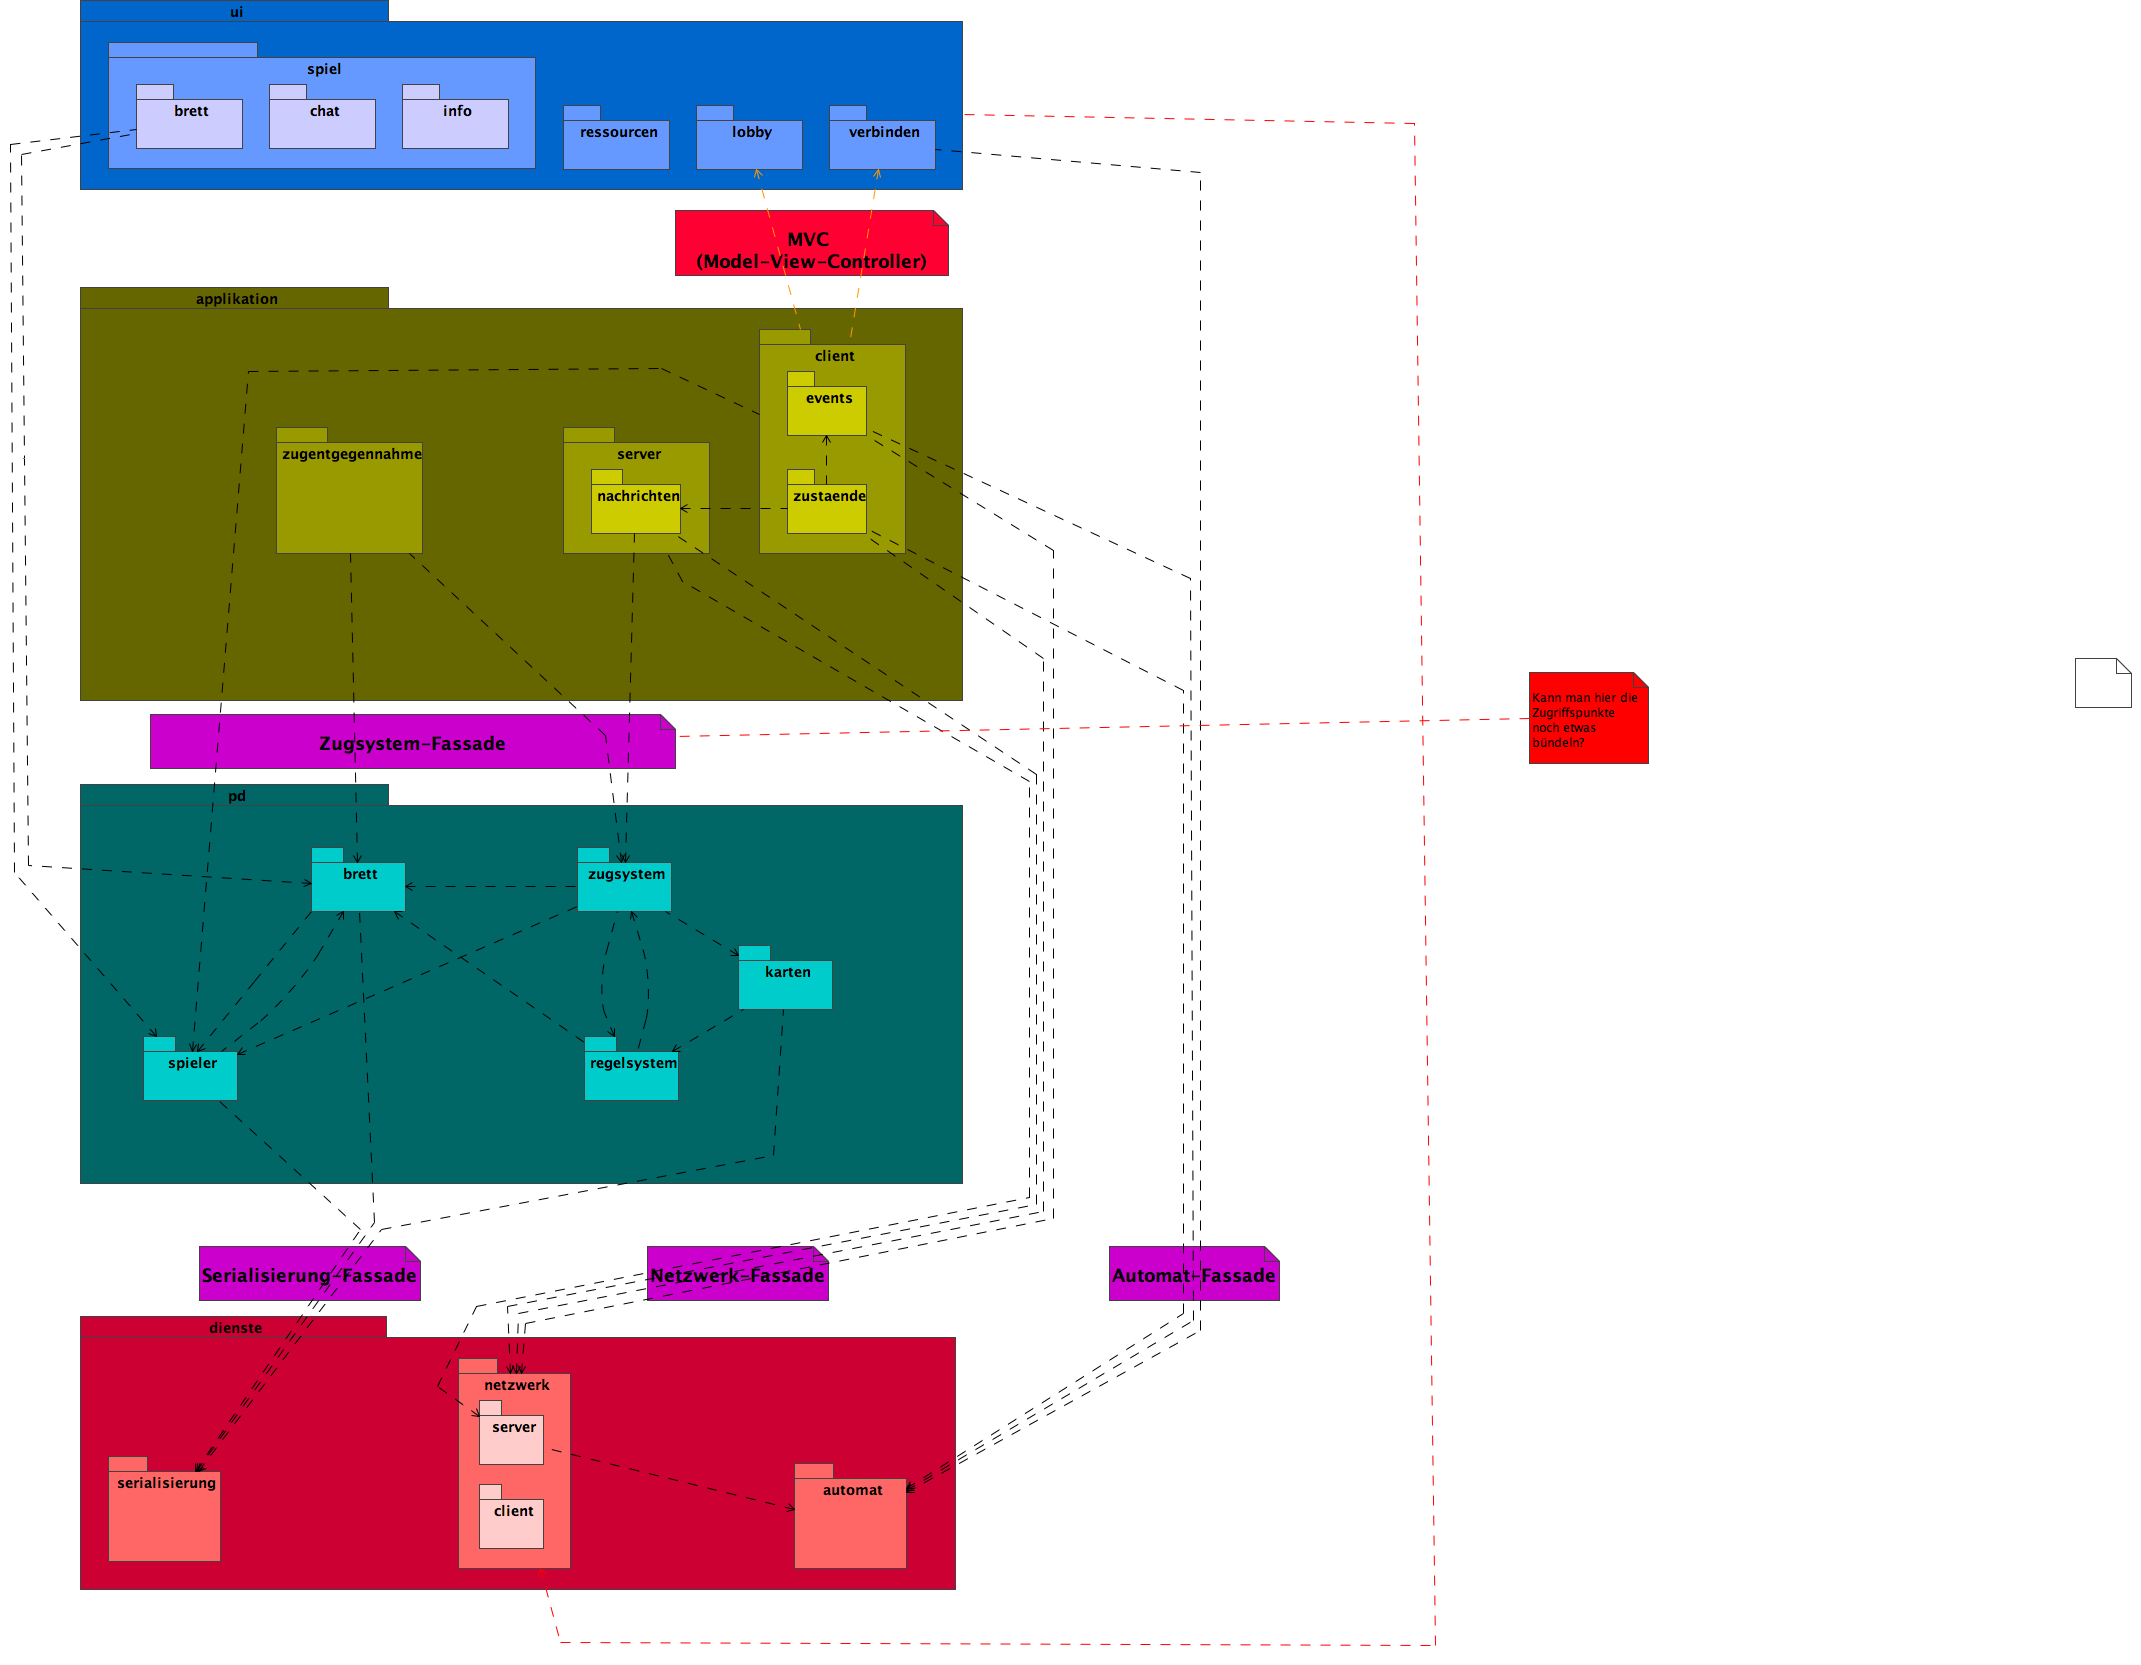 ui
spiel
brett
chat
info
ressourcen
lobby
verbinden
MVC
(Model-View-Controller)
applikation
client
events
zugentgegennahme
server
nachrichten
zustaende
Kann man hier die
Zugriffspunkte
noch etwas
bündeln?
Zugsystem-Fassade
pd
brett
zugsystem
karten
spieler
regelsystem
Serialisierung-Fassade
Netzwerk-Fassade
Automat-Fassade
dienste
netzwerk
server
serialisierung
automat
client